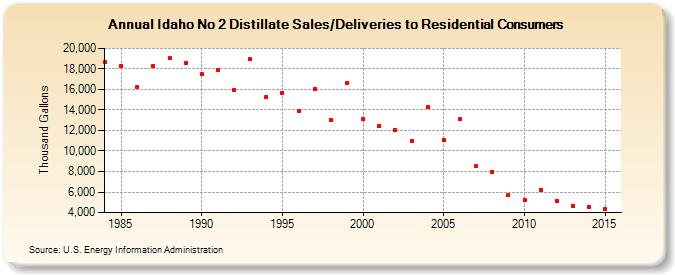 Annual Idaho No 2 Distillate Sales/Deliveries to Residential Consumers
Thousand Gallons
20,000
18,000
16,000
14,000
12,000
10,000
8,000
6,000
4,000
1985 1990 1995 2000 2005 2010 2015
Source: U.S. Energy Information Administration